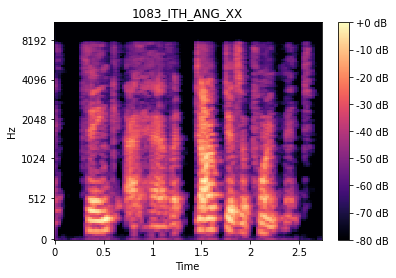 1083_ITH_ANG_XX
+0 dB
8192
-10 dB
4096
-20 dB
-30 dB
2048
Hz
-40 dB
1024
-50 dB
512
-60 dB
-70 dB
0
-80 dB
0 0.5 1 1.5 2 2.5
Time